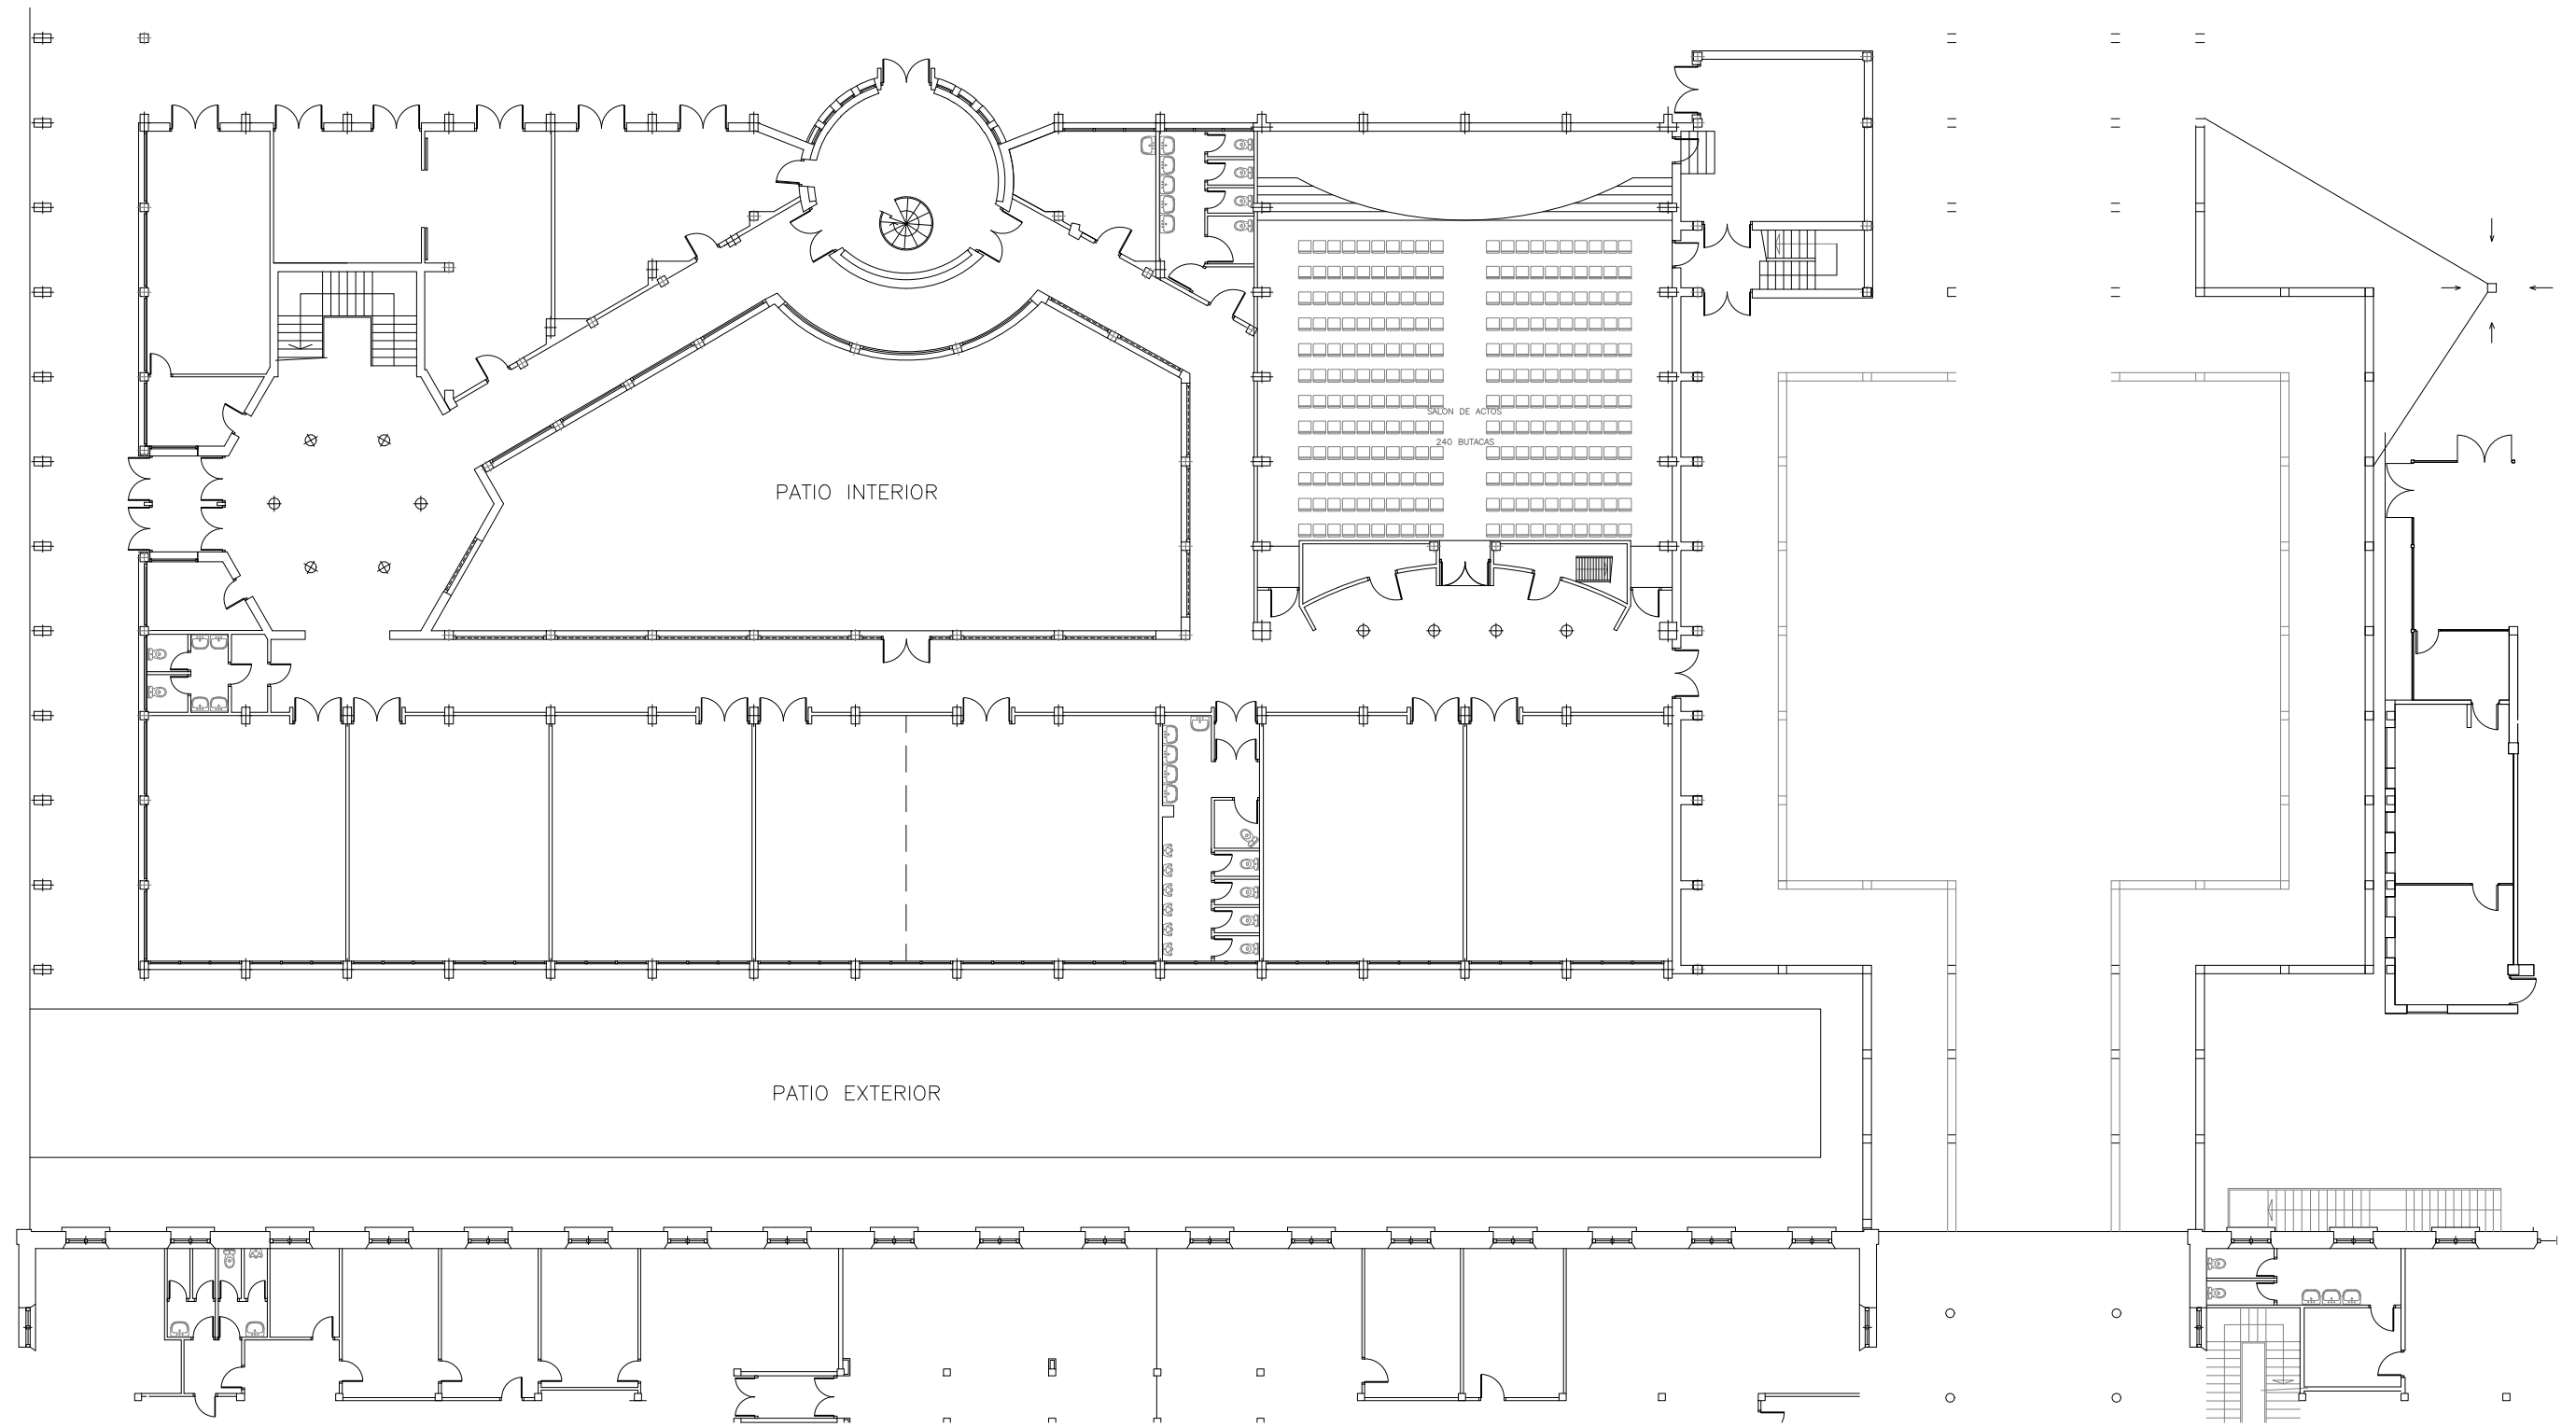 SALON DE ACTOS
240 BUTACAS
PATIO INTERIOR
PATIO EXTERIOR